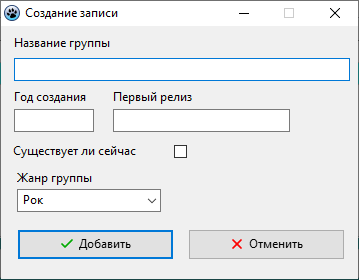 Создание записи
Название группы
Год создания Первый релиз
Существует ли сейчас
Жанр группы
Рок
Добавить Отменить